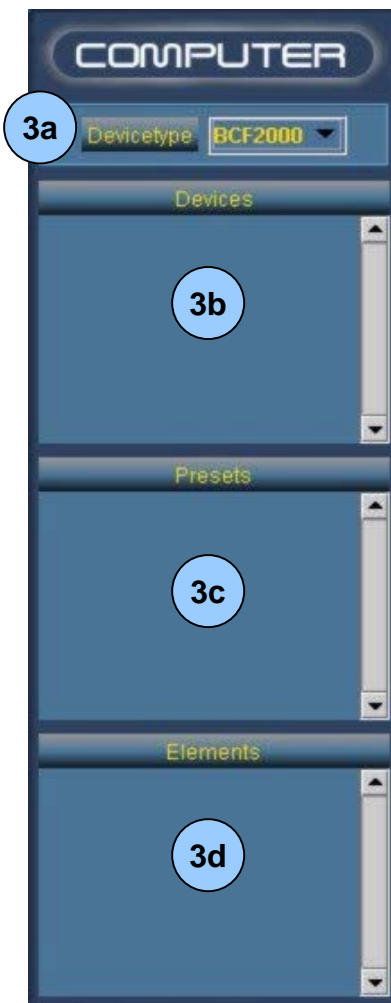 COMPUTER
3a Devicetype BCF2000
Devices
3b
Presets
3c
Elements
3d